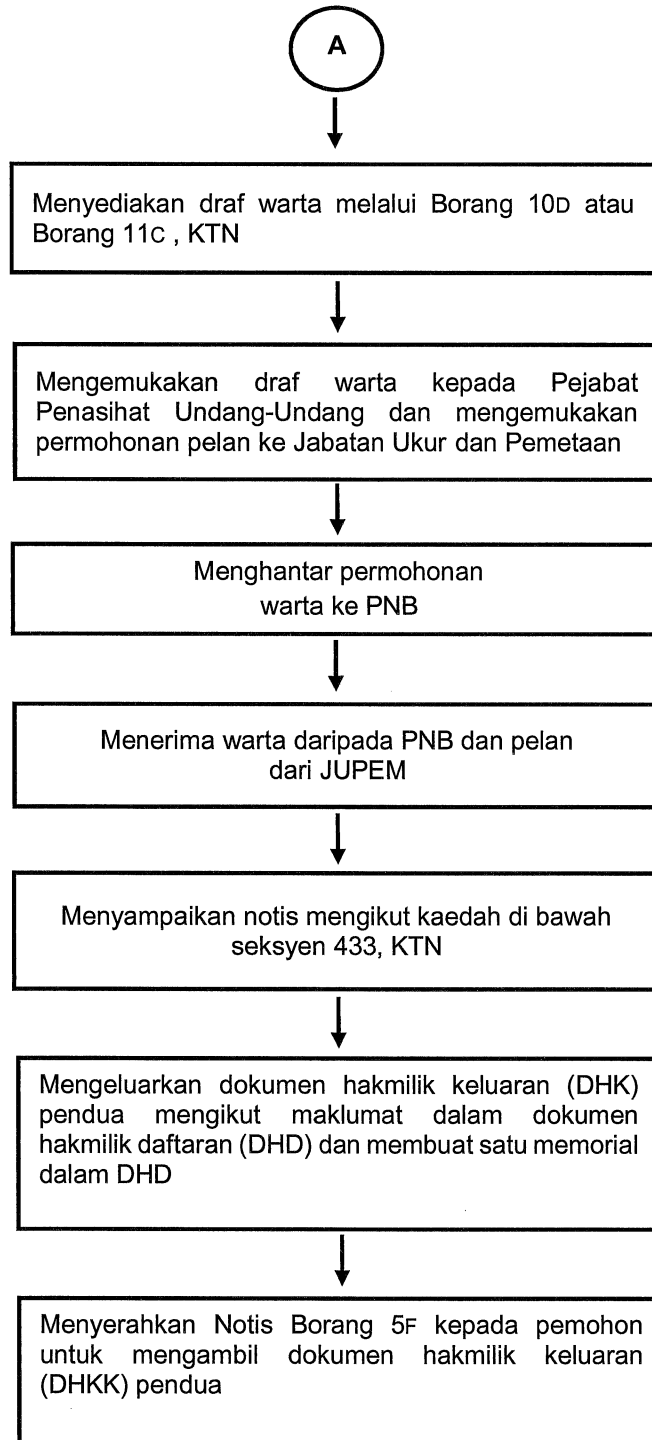 A
Menyediakan draf warta melalui Borang 10D atau
Borang 11C , KTN
Mengemukakan draf warta kepada Pejabat
Penasihat Undang-Undang dan mengemukakan
permohonan pelan ke Jabatan Ukur dan Pemetaan
Menghantar permohonan
warta ke PNB
Menerima warta daripada PNB dan pelan
dari JUPEM
Menyampaikan notis mengikut kaedah di bawah
seksyen 433, KTN
Mengeluarkan dokumen hakmilik keluaran (DHK)
pendua mengikut maklumat dalam dokumen
hakmilik daftaran (DHD) dan membuat satu memorial
dalam DHD
Menyerahkan Notis Borang 5F kepada pemohon
untuk mengambil dokumen hakmilik keluaran
(DHKK) pendua